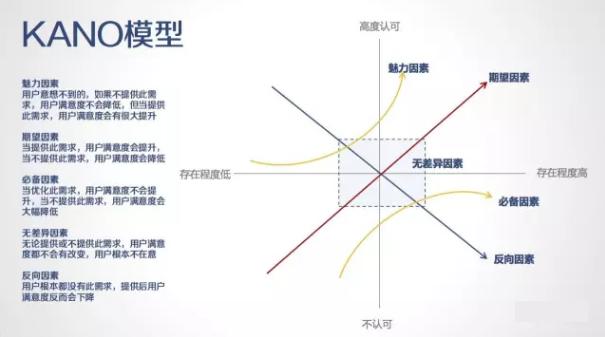 KANO模型
魅力因素
用户意想不到的，如果不提供此需
求，用户满意度不会降低，但当提供
此需求，用户满意度会有很大提升
期望因素
当提供此需求，用户满意度会提升，
当不提供此需求，用户满意度会降低
必备因素
当优化此需求，用户满意度不会提
升，当不提供此需求，用户满意度会
大幅降低
无差异因素
无论提供或不提供此需求，用户满意
度都不会有改变，用户根本不在意
反向因素
用户根本都没有此需求，提供后用户
满意度反而会下降
高度认可
魅力因素
期望因素
无差异因素
存在程度低
存在程度高
必备因素
反向因素
不认可